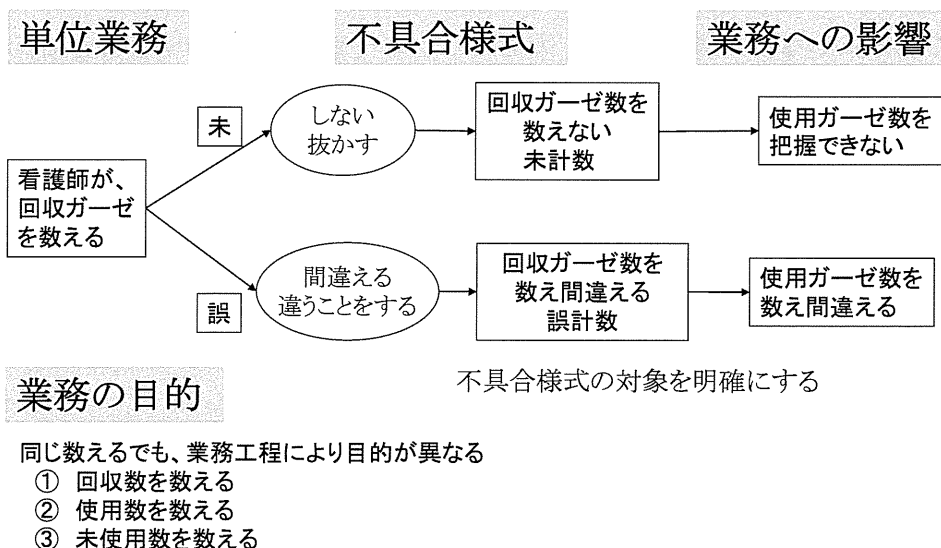 単位業務
不具合様式
業務への影響
未
しない
抜かす
回収ガーゼ数を
数えない
未計数
使用ガーゼ数を
把握できない
看護師が、
回収ガーゼ
を数える
誤
間違える
違うことをする
回収ガーゼ数を
数え間違える
誤計数
使用ガーゼ数を
数え間違える
不具合様式の対象を明確にする
業務の目的
同じ数えるでも、業務工程により目的が異なる
① 回収数を数える
② 使用数を数える
③ 未使用数を数える